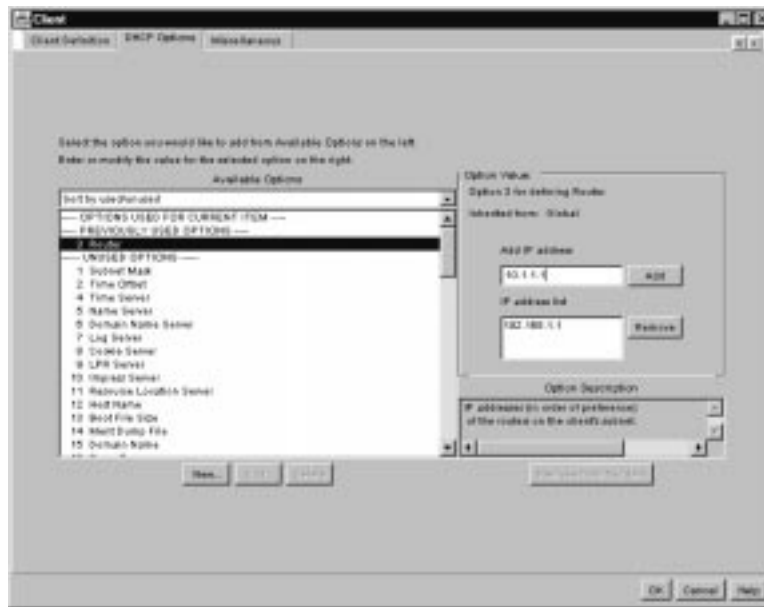 Client
Client Definition DHCP Options Miscellaneous
Select the option you would like to add from Available Options on the left.
Enter or modify the value for the selected option on the right.
Available Options
Sort by used/unused
---- OPTIONS USED FOR CURRENT ITEM ----
---- PREVIOUSLY USED OPTIONS ----
3 Router
---- UNUSED OPTIONS ----
1 Subnet Mask
2 Time Offset
4 Time Server
5 Name Server
6 Domain Name Server
7 Log Server
8 Cookie Server
9 LPR Server
10 Impress Server
11 Resource Location Server
12 Host Name
13 Boot File Size
14 Merit Dump File
15 Domain Name
New...
Option Value
Option 3 for defining Router
Inherited from: Global
Add IP address
10.1.1.1
Add
IP address list
192.168.1.1
Remove
Option Description
IP addresses (in order of preference)
of the routers on the client's subnet.
OK Cancel Help